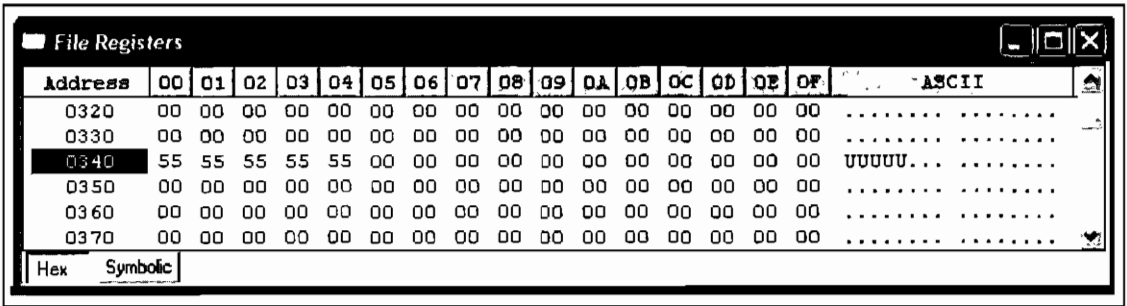 File Registers
Address 00 01 02 03 04 05 06 07 08 09 0A 0B 0C 0D 0E 0F ASCII
0320 00 00 00 00 00 00 00 00 00 00 00 00 00 00 00 00 ........ ........
0330 00 00 00 00 00 00 00 00 00 00 00 00 00 00 00 00 ........ ........
0340 55 55 55 55 55 00 00 00 00 00 00 00 00 00 00 00 UUUUU... ........
0350 00 00 00 00 00 00 00 00 00 00 00 00 00 00 00 00 ........ ........
0360 00 00 00 00 00 00 00 00 00 00 00 00 00 00 00 00 ........ ........
0370 00 00 00 00 00 00 00 00 00 00 00 00 00 00 00 00 ........ ........
Hex Symbolic